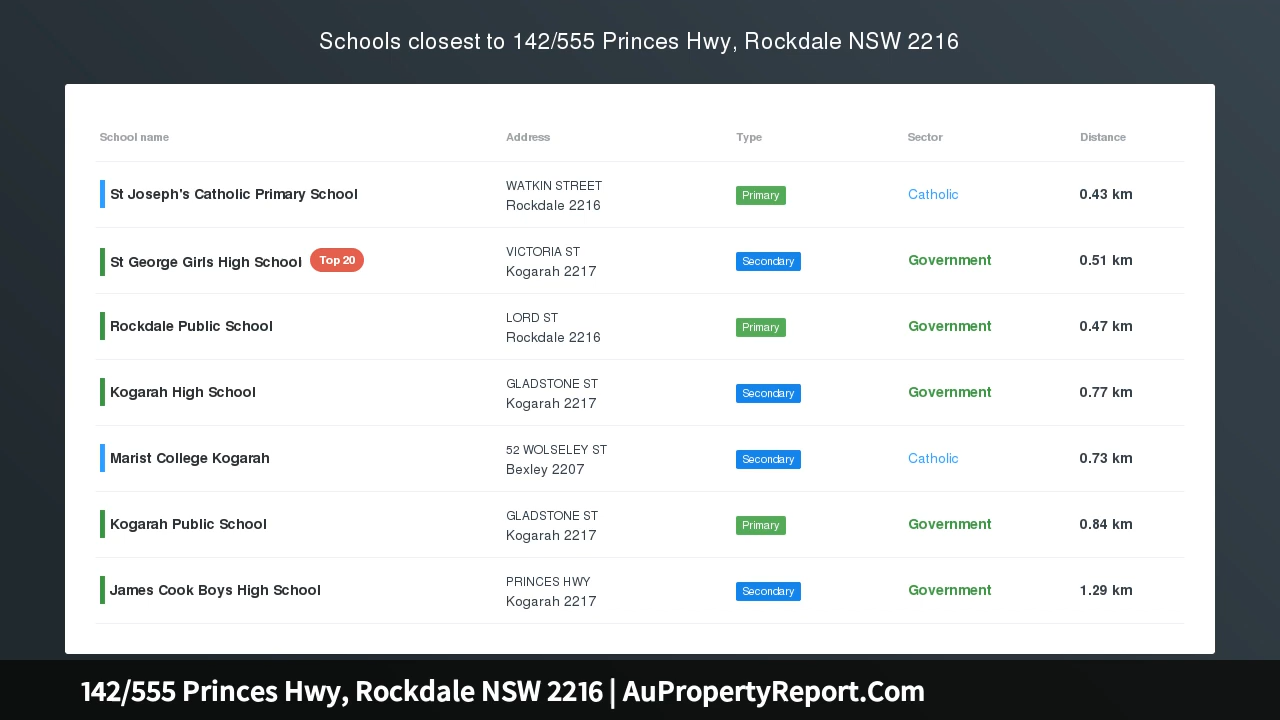 Schools closest to 142/555 Princes Hwy, Rockdale NSW 2216
School name Address Type Sector Distance
St Joseph's Catholic Primary School WATKIN STREET Rockdale 2216 Primary Catholic 0.43 km
St George Girls High School Top 20 VICTORIA ST Kogarah 2217 Secondary Government 0.51 km
Rockdale Public School LORD ST Rockdale 2216 Primary Government 0.47 km
Kogarah High School GLADSTONE ST Kogarah 2217 Secondary Government 0.77 km
Marist College Kogarah 52 WOLSELEY ST Bexley 2207 Secondary Catholic 0.73 km
Kogarah Public School GLADSTONE ST Kogarah 2217 Primary Government 0.84 km
James Cook Boys High School PRINCES HWY Kogarah 2217 Secondary Government 1.29 km
142/555 Princes Hwy, Rockdale NSW 2216 | AuPropertyReport.Com